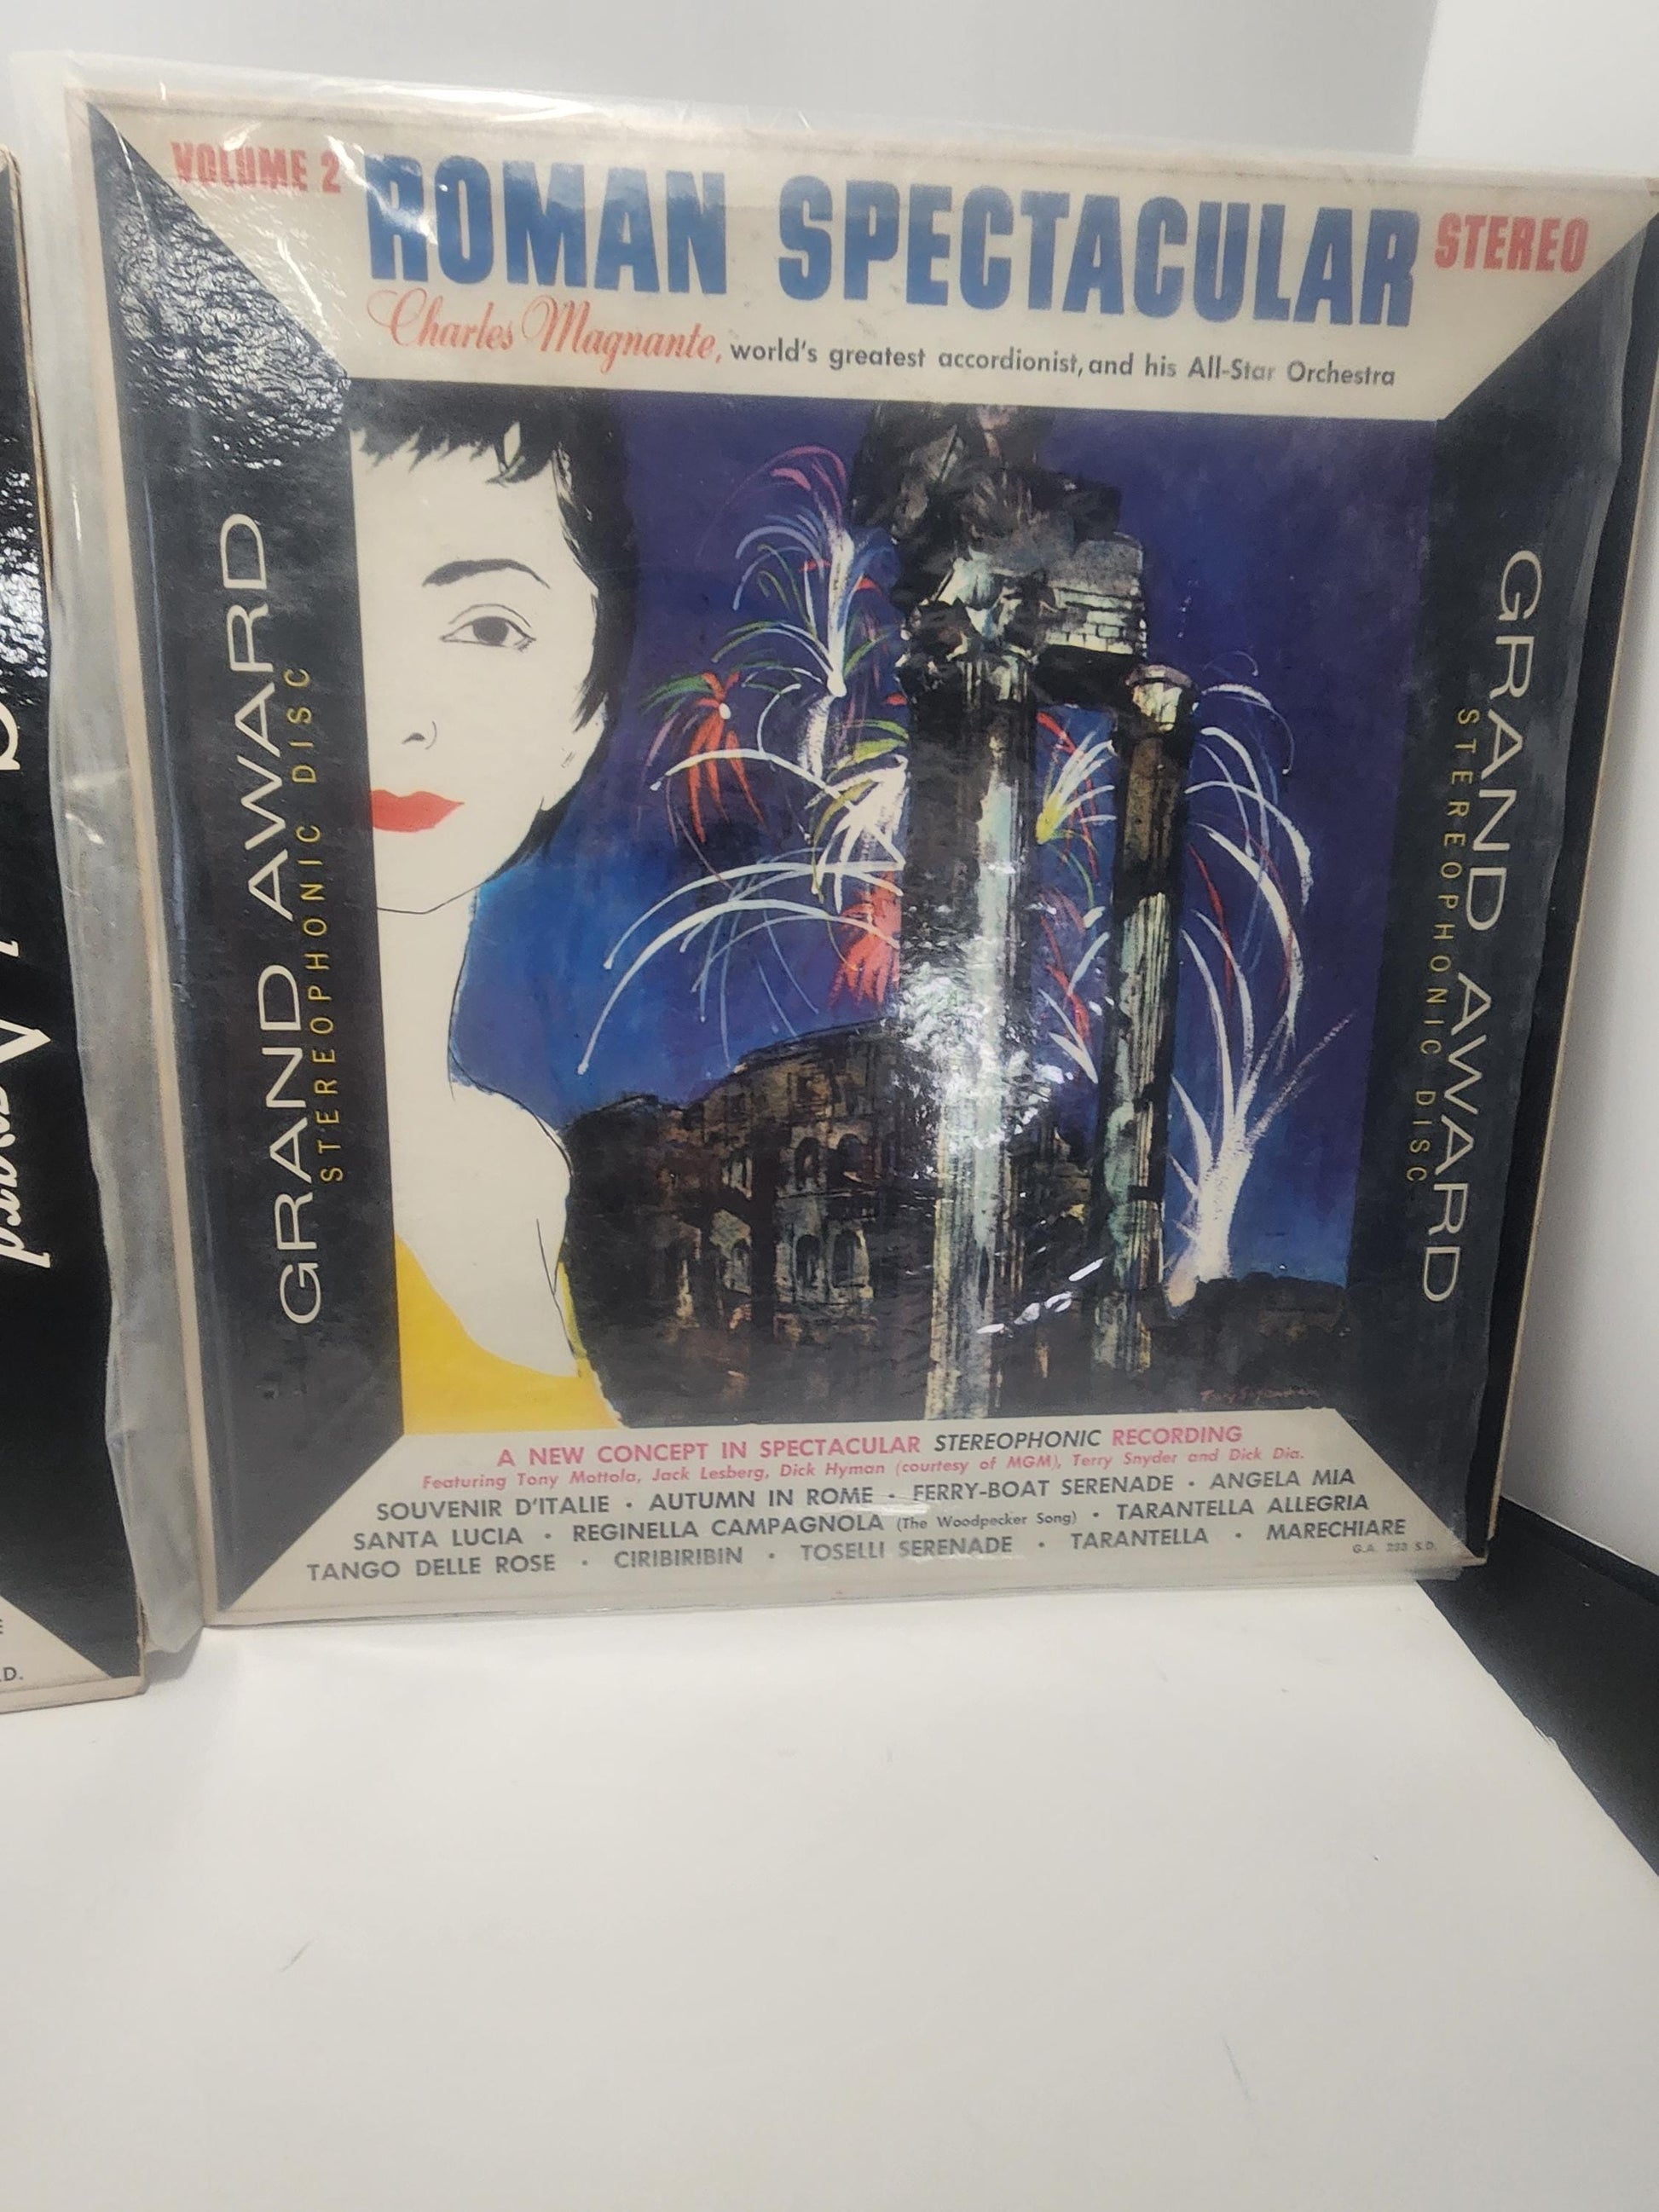 VOLUME 2 ROMAN SPECTACULAR STEREO
Charles Magnante, world's greatest accordionist, and his All-Star Orchestra
GRAND AWARD
STEREOPHONIC DISC
GRAND AWARD
STEREOPHONIC DISC
A NEW CONCEPT IN SPECTACULAR STEREOPHONIC RECORDING
Featuring Tony Mottola, Jack Lesberg, Dick Hyman (courtesy of MGM), Terry Snyder and Dick Dia.
SOUVENIR D'ITALIE · AUTUMN IN ROME · FERRY-BOAT SERENADE · ANGELA MIA
SANTA LUCIA · REGINELLA CAMPAGNOLA (The Woodpecker Song) · TARANTELLA ALLEGRIA
TANGO DELLE ROSE · CIRIBIRIBIN · TOSELLI SERENADE · TARANTELLA · MARECHIARE
G.A. 233 S.D.